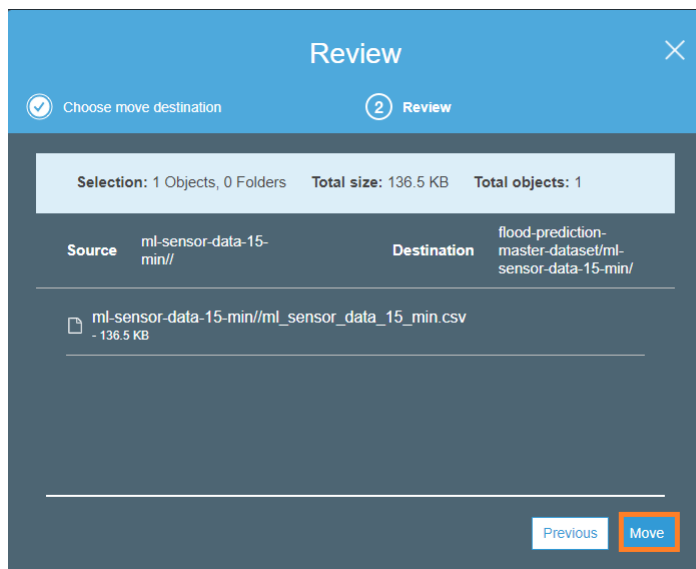 Review
Choose move destination
2 Review
Selection: 1 Objects, 0 Folders Total size: 136.5 KB Total objects: 1
Source ml-sensor-data-15-
min//
Destination flood-prediction-
master-dataset/ml-
sensor-data-15-min/
ml-sensor-data-15-min//ml_sensor_data_15_min.csv
- 136.5 KB
Previous Move